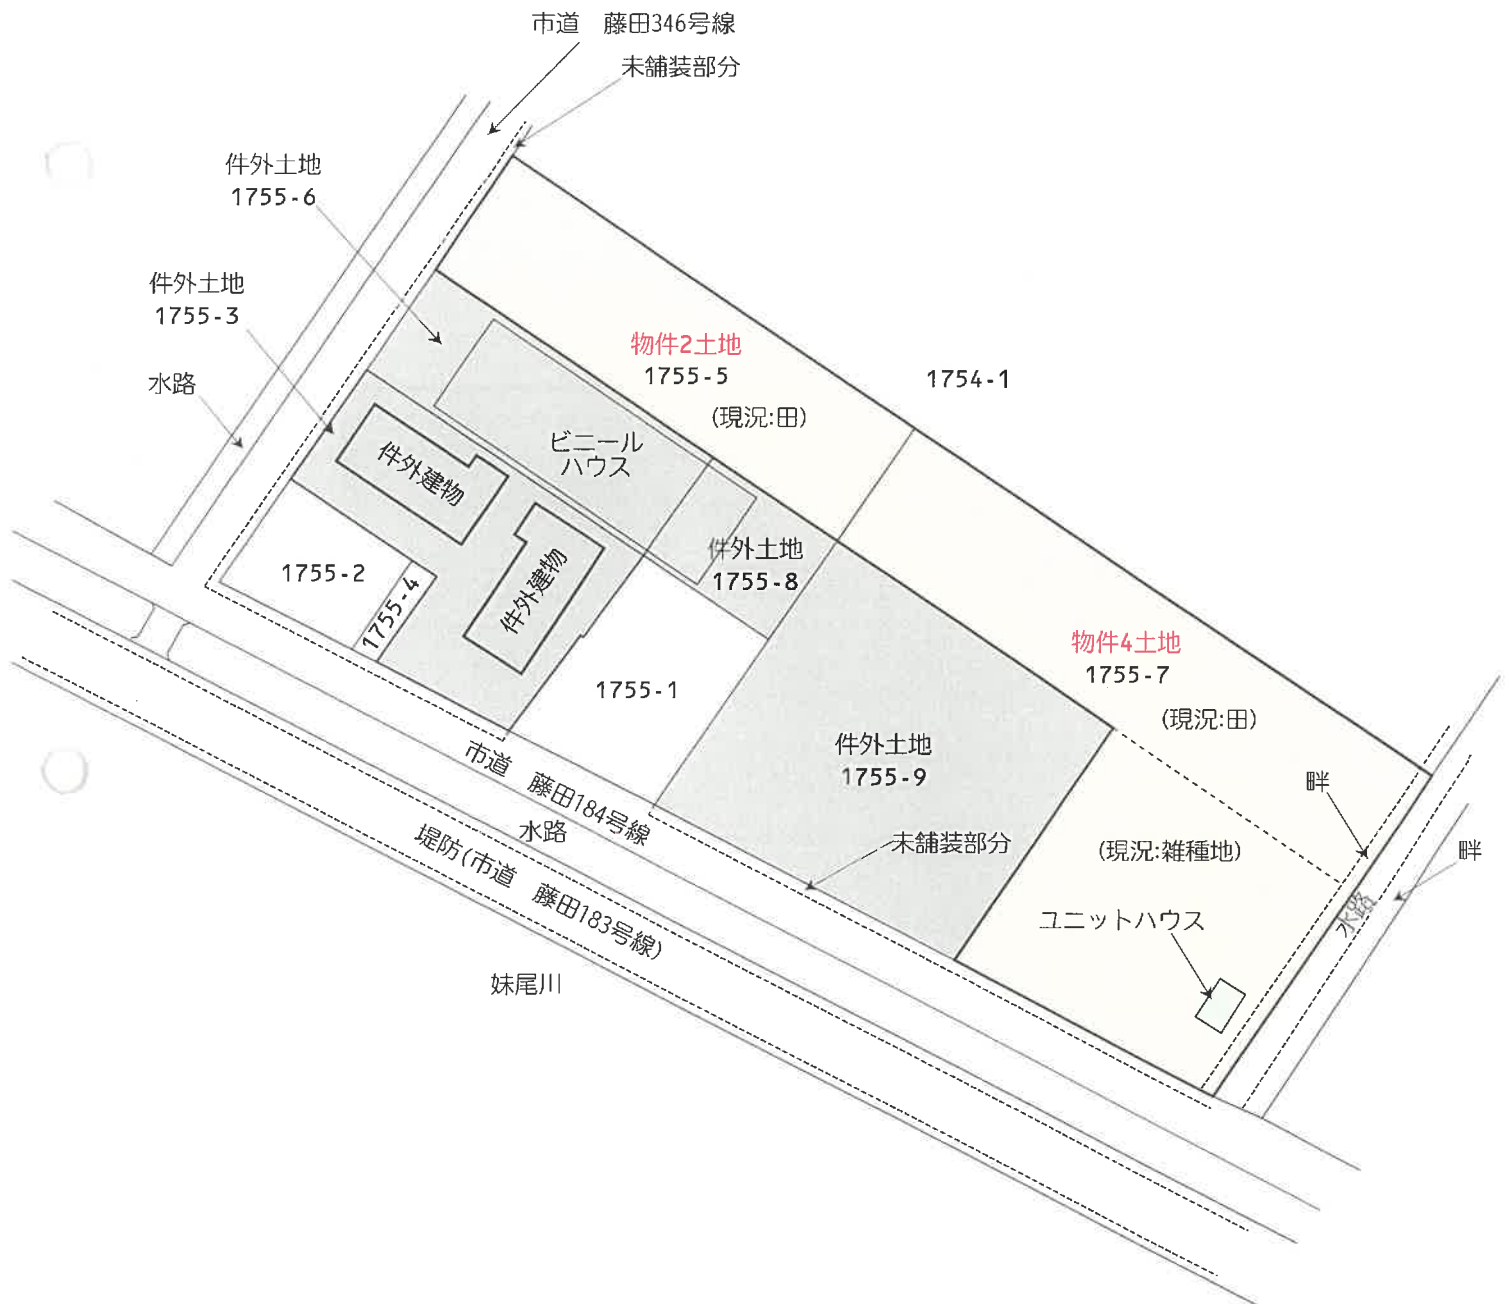 市道　藤田346号線
未舗装部分
件外土地
1755-6
件外土地
1755-3
水路
物件2土地
1755-5
(現況:田)
1754-1
ビニール
ハウス
件外建物
件外建物
件外土地
1755-8
1755-2
1755-4
1755-1
物件4土地
1755-7
(現況:田)
件外土地
1755-9
畔
市道　藤田184号線
水路
未舗装部分
(現況:雑種地)
畔
堤防(市道　藤田183号線)
ユニットハウス
水路
妹尾川